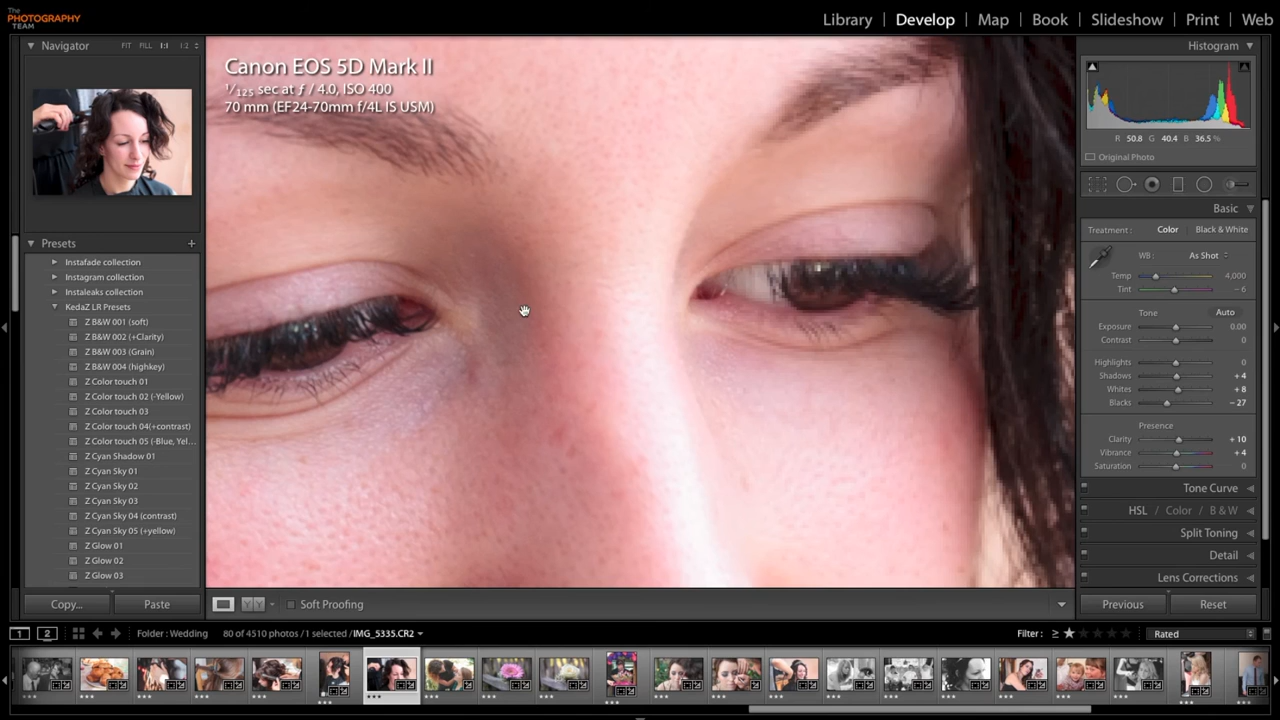 The
PHOTOGRAPHY
TEAM
Library | Develop | Map | Book | Slideshow | Print | Web
Navigator FIT FILL 1:1 1:2
Canon EOS 5D Mark II
1/125 sec at ƒ / 4.0, ISO 400
70 mm (EF24-70mm f/4L IS USM)
Presets +
Instafade collection
Instagram collection
Instaleaks collection
KedaZ LR Presets
Z B&W 001 (soft)
Z B&W 002 (+Clarity)
Z B&W 003 (Grain)
Z B&W 004 (highkey)
Z Color touch 01
Z Color touch 02 (-Yellow)
Z Color touch 03
Z Color touch 04(+contrast)
Z Color touch 05 (-Blue, Yel...
Z Cyan Shadow 01
Z Cyan Sky 01
Z Cyan Sky 02
Z Cyan Sky 03
Z Cyan Sky 04 (contrast)
Z Cyan Sky 05 (+yellow)
Z Glow 01
Z Glow 02
Z Glow 03
Copy... Paste
Soft Proofing
Histogram
R 50.8 G 40.4 B 36.5 %
Original Photo
Basic
Treatment : Color Black & White
WB : As Shot
Temp 4,000
Tint - 6
Tone Auto
Exposure 0.00
Contrast 0
Highlights 0
Shadows + 4
Whites + 8
Blacks - 27
Presence
Clarity + 10
Vibrance + 4
Saturation 0
Tone Curve
HSL / Color / B & W
Split Toning
Detail
Lens Corrections
Previous Reset
1 2 Folder : Wedding 80 of 4510 photos / 1 selected / IMG_5335.CR2 Filter : ≥ ★ ★ ★ ★ ★ Rated